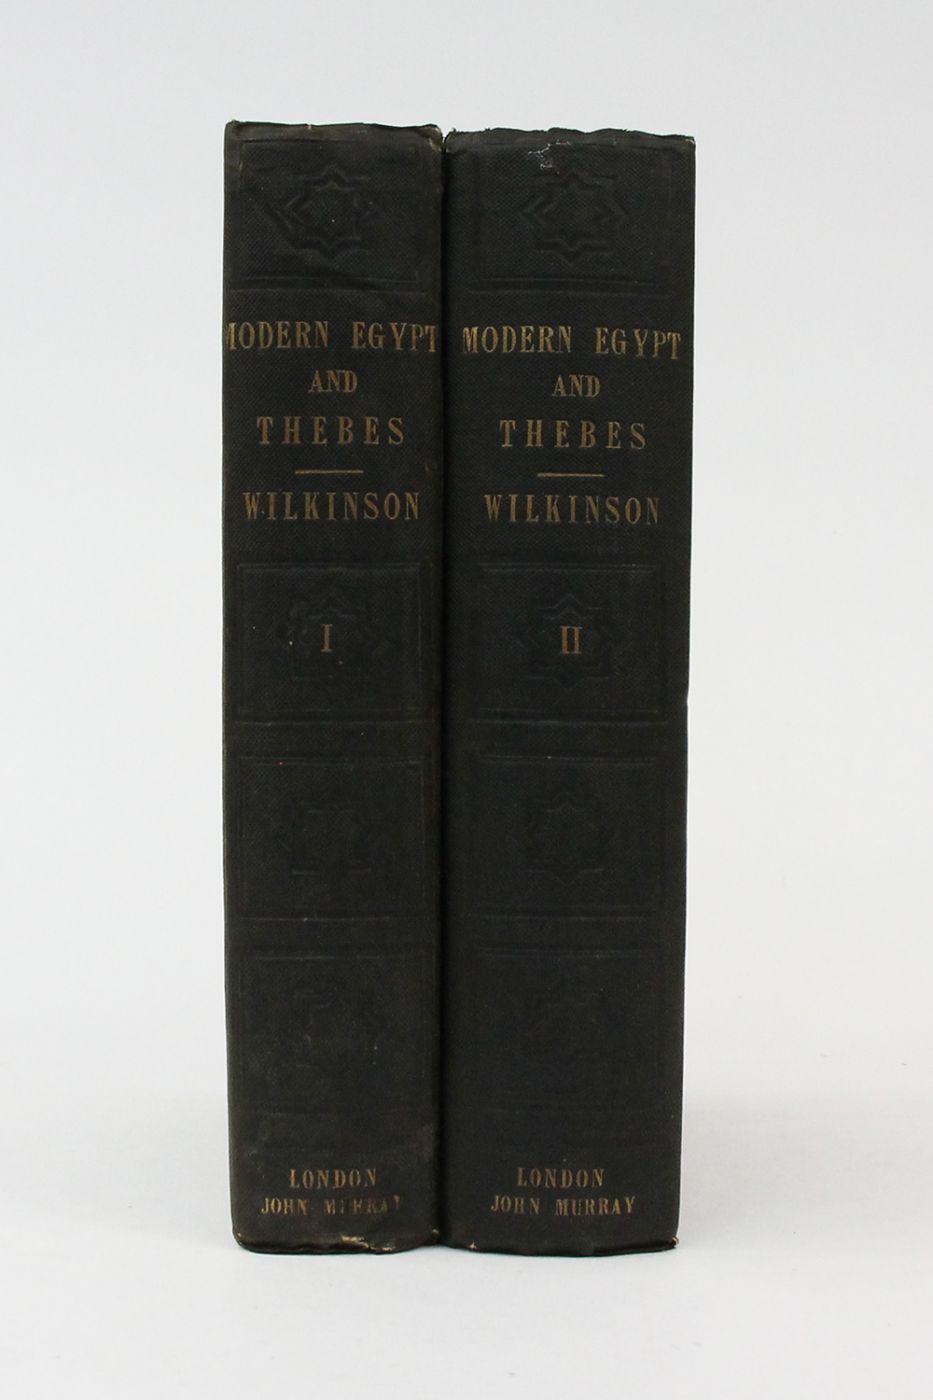 MODERN EGYPT
AND
THEBES
WILKINSON
I
LONDON
JOHN MURRAY
MODERN EGYPT
AND
THEBES
WILKINSON
II
LONDON
JOHN MURRAY